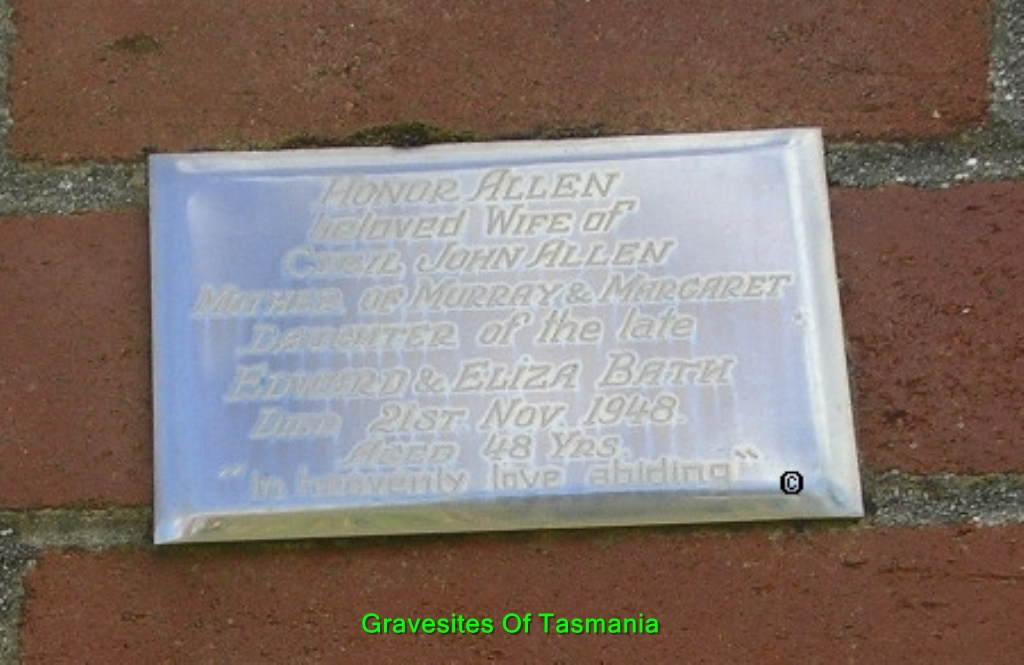 HONOR ALLEN
beloved WIFE of
CYRIL JOHN ALLEN
MOTHER OF MURRAY & MARGARET
DAUGHTER of the late
EDWARD & ELIZA BATH
DIED 21ST. NOV. 1948.
AGED 48 YRS.
"In heavenly love abiding"
©
Gravesites Of Tasmania